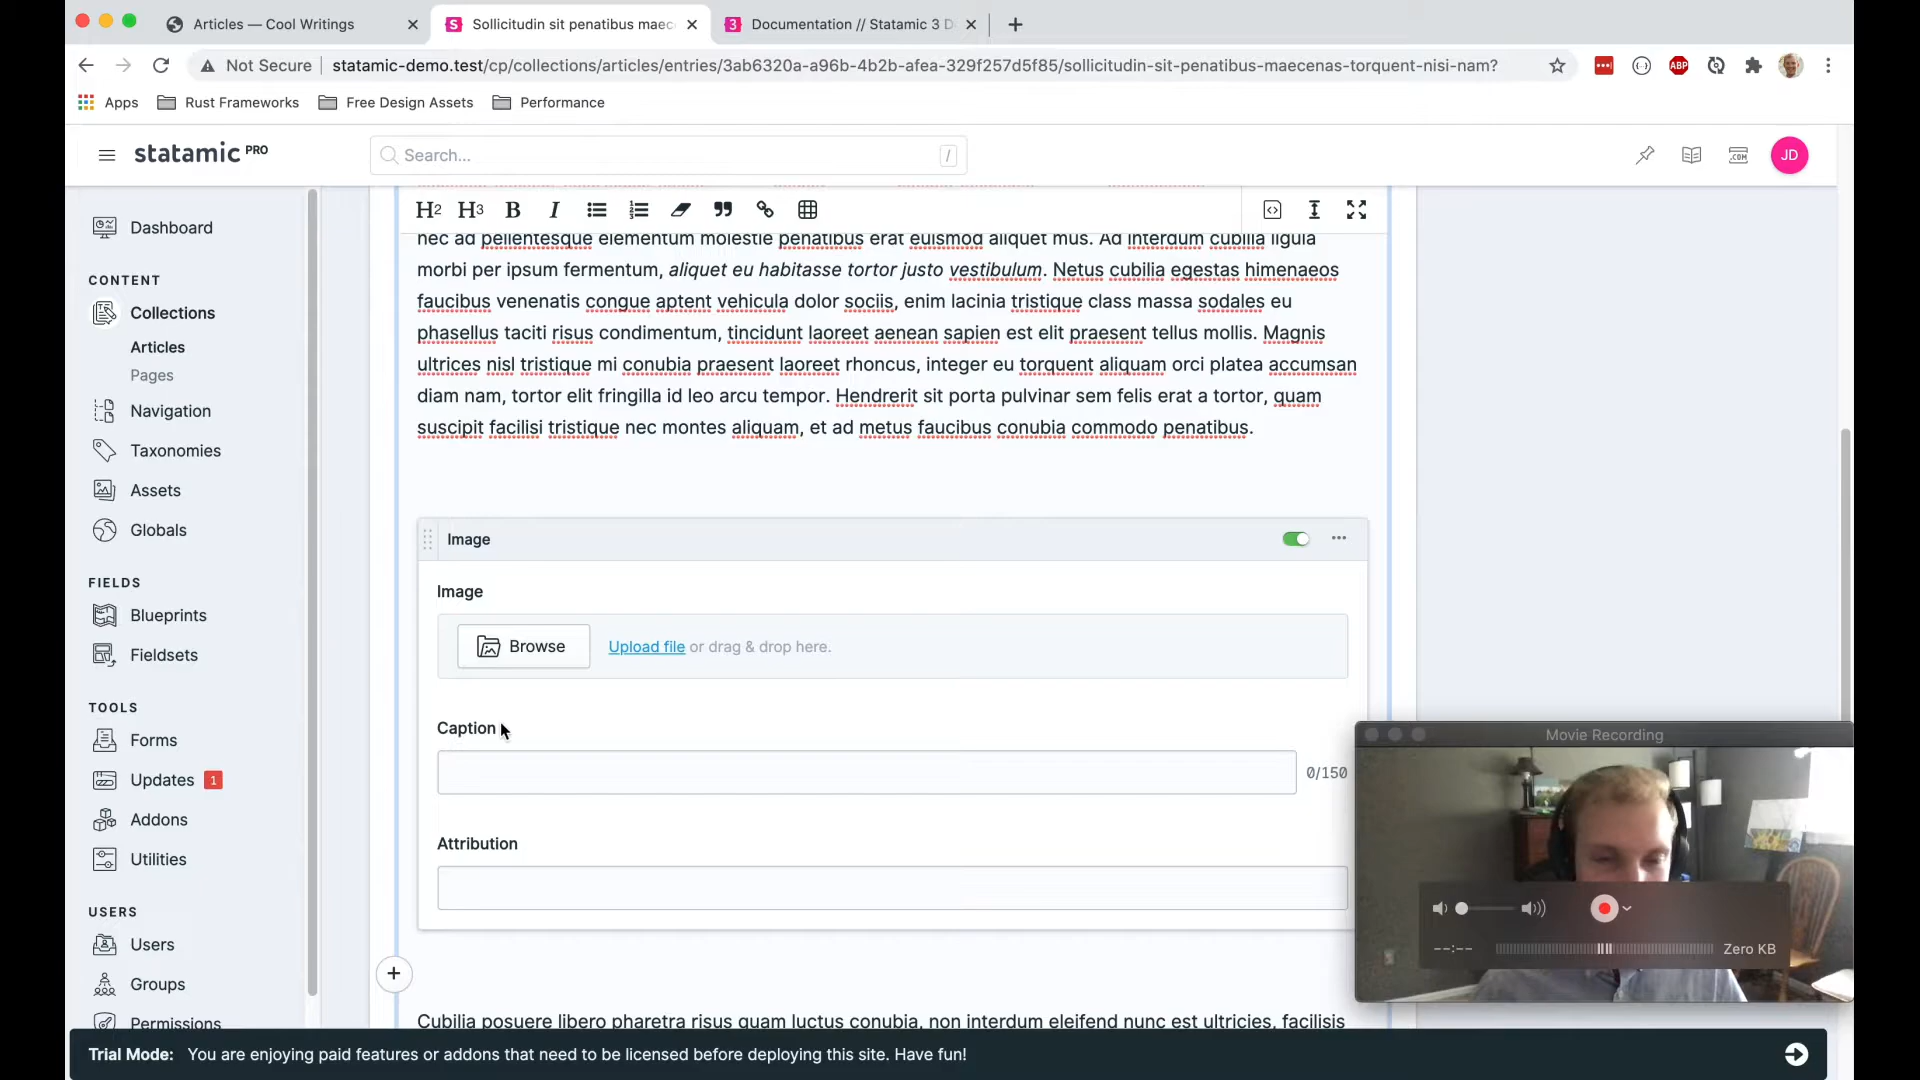 Articles — Cool Writings
Sollicitudin sit penatibus maec
Documentation // Statamic 3 D
Not Secure
statamic-demo.test/cp/collections/articles/entries/3ab6320a-a96b-4b2b-afea-329f257d5f85/sollicitudin-sit-penatibus-maecenas-torquent-nisi-nam?
ABP
Apps
Rust Frameworks
Free Design Assets
Performance
statamic PRO
Search...
/
.COM
JD
H2 H3 B I
Dashboard
CONTENT
Collections
Articles
Pages
Navigation
Taxonomies
Assets
Globals
FIELDS
Blueprints
Fieldsets
TOOLS
Forms
Updates 1
Addons
Utilities
USERS
Users
Groups
Permissions
nec ad pellentesque elementum molestie penatibus erat euismod aliquet mus. Ad interdum cubilia ligula
morbi per ipsum fermentum, aliquet eu habitasse tortor justo vestibulum. Netus cubilia egestas himenaeos
faucibus venenatis congue aptent vehicula dolor sociis, enim lacinia tristique class massa sodales eu
phasellus taciti risus condimentum, tincidunt laoreet aenean sapien est elit praesent tellus mollis. Magnis
ultrices nisl tristique mi conubia praesent laoreet rhoncus, integer eu torquent aliquam orci platea accumsan
diam nam, tortor elit fringilla id leo arcu tempor. Hendrerit sit porta pulvinar sem felis erat a tortor, quam
suscipit facilisi tristique nec montes aliquam, et ad metus faucibus conubia commodo penatibus.
Image
Image
Browse
Upload file or drag & drop here.
Caption
0/150
Attribution
Cubilia posuere libero pharetra risus quam luctus conubia, non interdum eleifend nunc est ultricies, facilisis
Movie Recording
--:--
Zero KB
Trial Mode: You are enjoying paid features or addons that need to be licensed before deploying this site. Have fun!